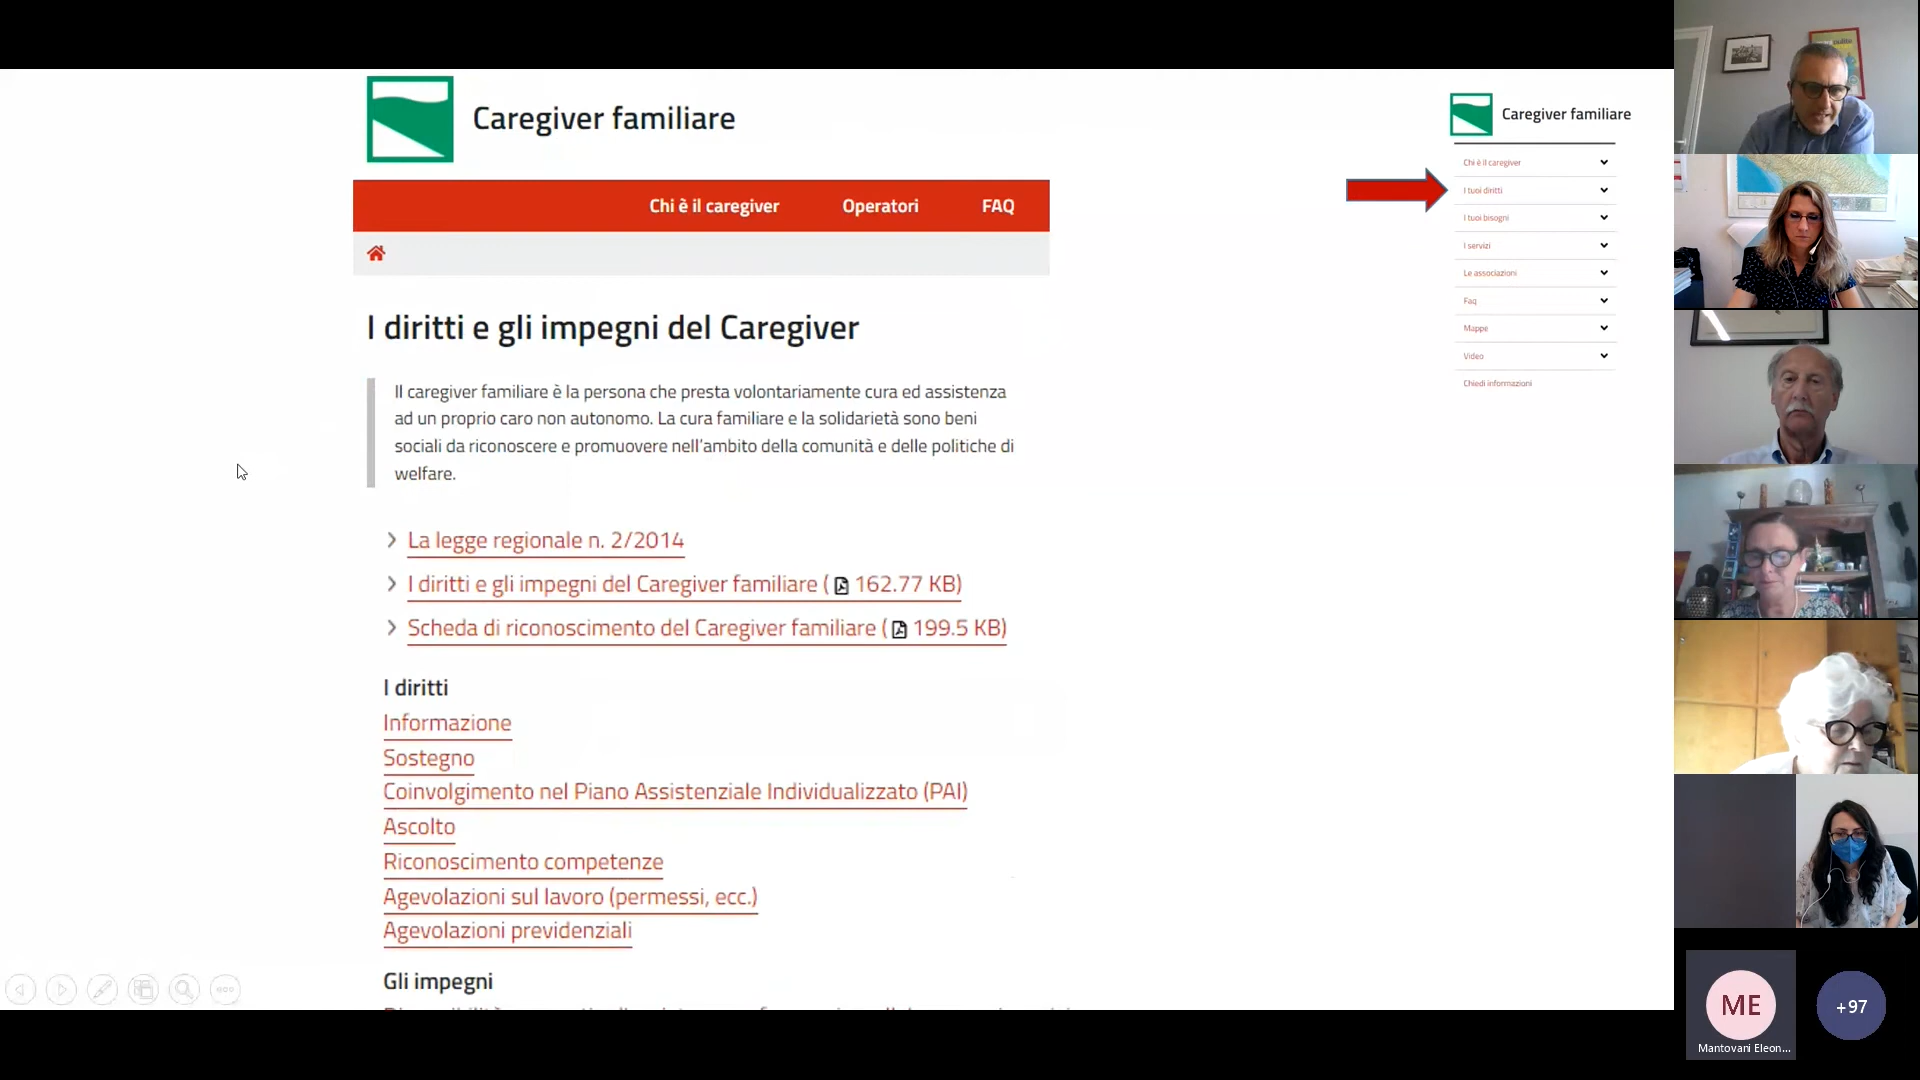 Caregiver familiare
Chi è il caregiver
Operatori
FAQ
I diritti e gli impegni del Caregiver
Il caregiver familiare è la persona che presta volontariamente cura ed assistenza
ad un proprio caro non autonomo. La cura familiare e la solidarietà sono beni
sociali da riconoscere e promuovere nell'ambito della comunità e delle politiche di
welfare.
La legge regionale n. 2/2014
I diritti e gli impegni del Caregiver familiare ( 162.77 KB)
Scheda di riconoscimento del Caregiver familiare ( 199.5 KB)
I diritti
Informazione
Sostegno
Coinvolgimento nel Piano Assistenziale Individualizzato (PAI)
Ascolto
Riconoscimento competenze
Agevolazioni sul lavoro (permessi, ecc.)
Agevolazioni previdenziali
Gli impegni
Caregiver familiare
Chi è il caregiver
I tuoi diritti
I tuoi bisogni
I servizi
Le associazioni
Faq
Mappe
Video
Chiedi informazioni
ME
Mantovani Eleon...
+97